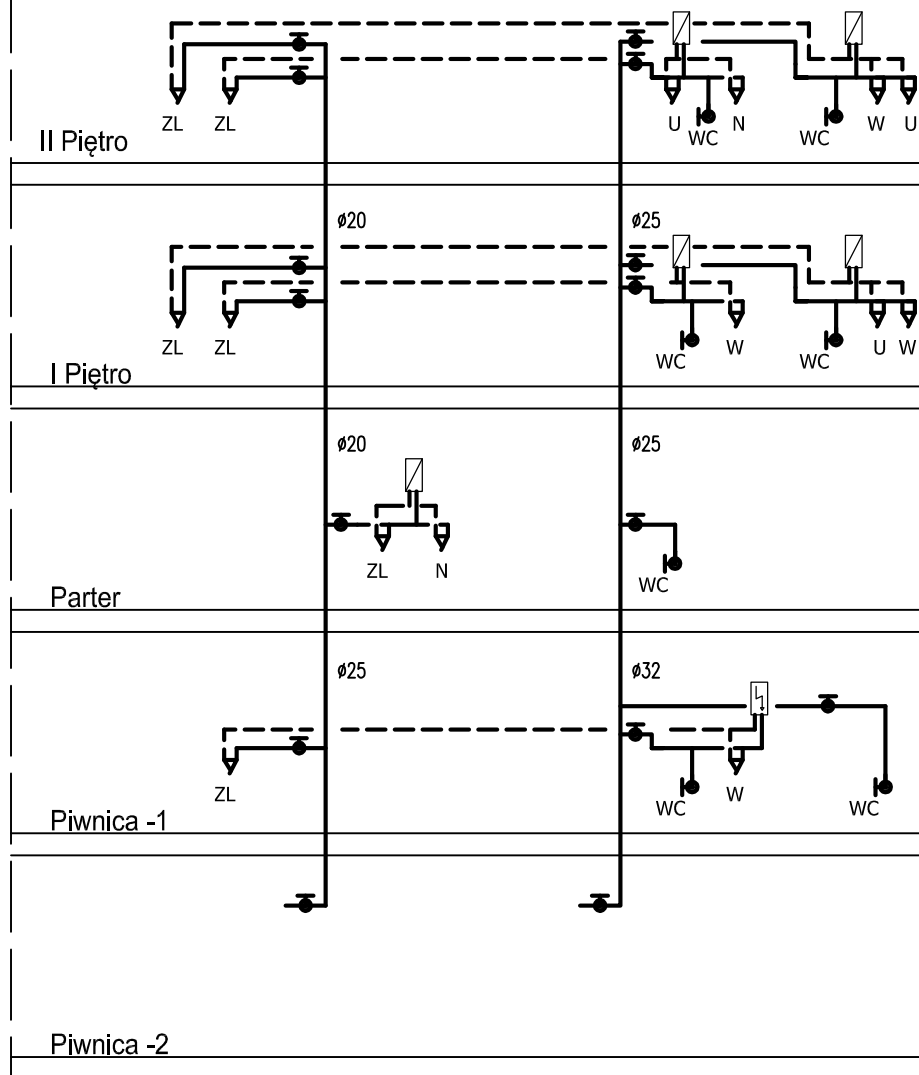 ZL ZL U WC N WC W U
II Piętro
ø20 ø25
ZL ZL WC W WC U W
I Piętro
ø20 ø25
ZL N WC
Parter
ø25 ø32
ZL WC W WC
Piwnica -1
Piwnica -2